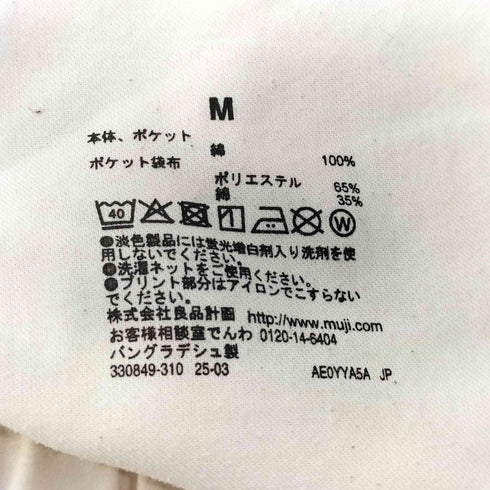 M
本体、ポケット 綿 100%
ポケット袋布 ポリエステル 65%
綿 35%
40 W
●淡色製品には蛍光増白剤入り洗剤を使
用しないでください。
●洗濯ネットをご使用ください。
●プリント部分はアイロンでこすらない
でください。
株式会社良品計画 http://www.muji.com
お客様相談室でんわ 0120-14-6404
バングラデシュ製
330849-310 25-03 AE0YYA5A JP